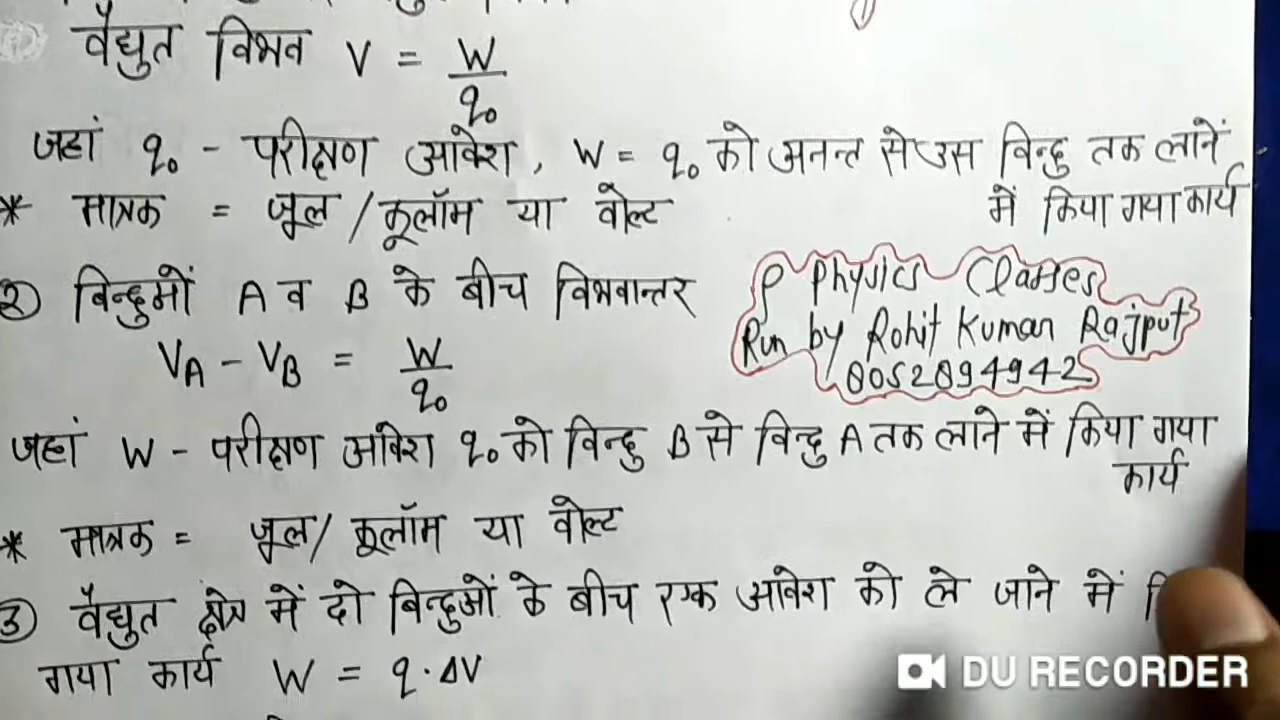 वैद्युत विभव V = W/q₀
जहां q₀ - परीक्षण आवेश, W = q₀ को अनन्त से उस विन्दु तक लानें
में किया गया कार्य
* मात्रक = जूल / कूलॉम या वोल्ट
२ विन्दुओं A व B के बीच विभवान्तर
P Physics Classes
Run by Rohit Kumar Rajput
8052894942
VA - VB = W/q₀
जहां W - परीक्षण आवेश q₀ को विन्दु B से विन्दु A तक लाने में किया गया
कार्य
* मात्रक = जूल/ कूलॉम या वोल्ट
३ वैद्युत क्षेत्र में दो बिन्दुओं के बीच एक आवेश को ले जाने में
गया कार्य W = q·ΔV
DU RECORDER